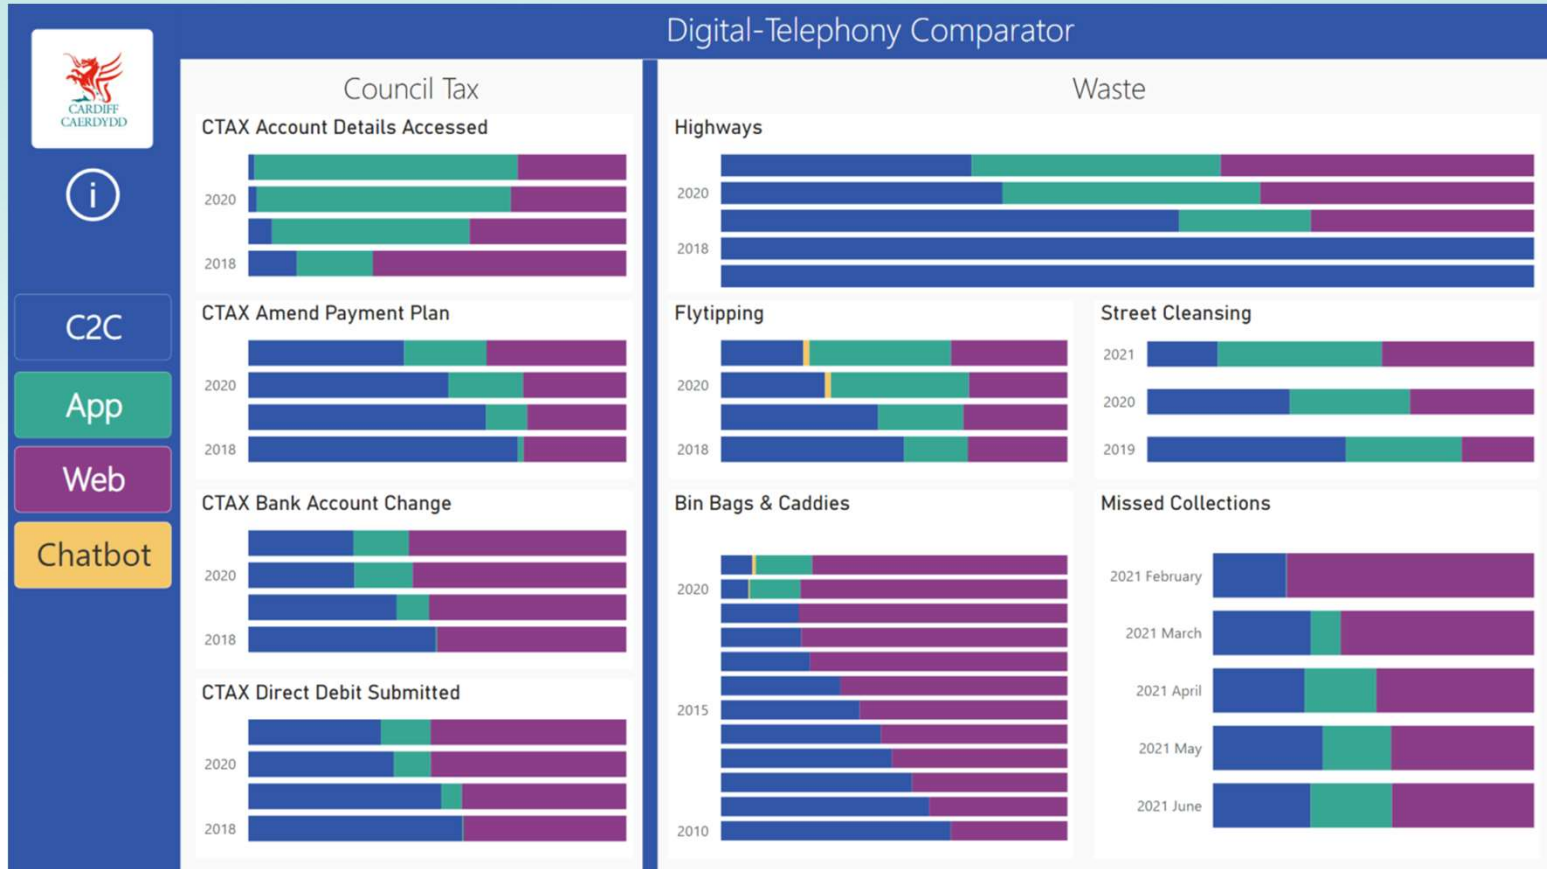 Digital-Telephony Comparator
CARDIFF
CAERDYDD
i
C2C
App
Web
Chatbot
Council Tax
CTAX Account Details Accessed
2020
2018
CTAX Amend Payment Plan
2020
2018
CTAX Bank Account Change
2020
2018
CTAX Direct Debit Submitted
2020
2018
Waste
Highways
2020
2018
Flytipping
2020
2018
Street Cleansing
2021
2020
2019
Bin Bags & Caddies
2020
2015
2010
Missed Collections
2021 February
2021 March
2021 April
2021 May
2021 June